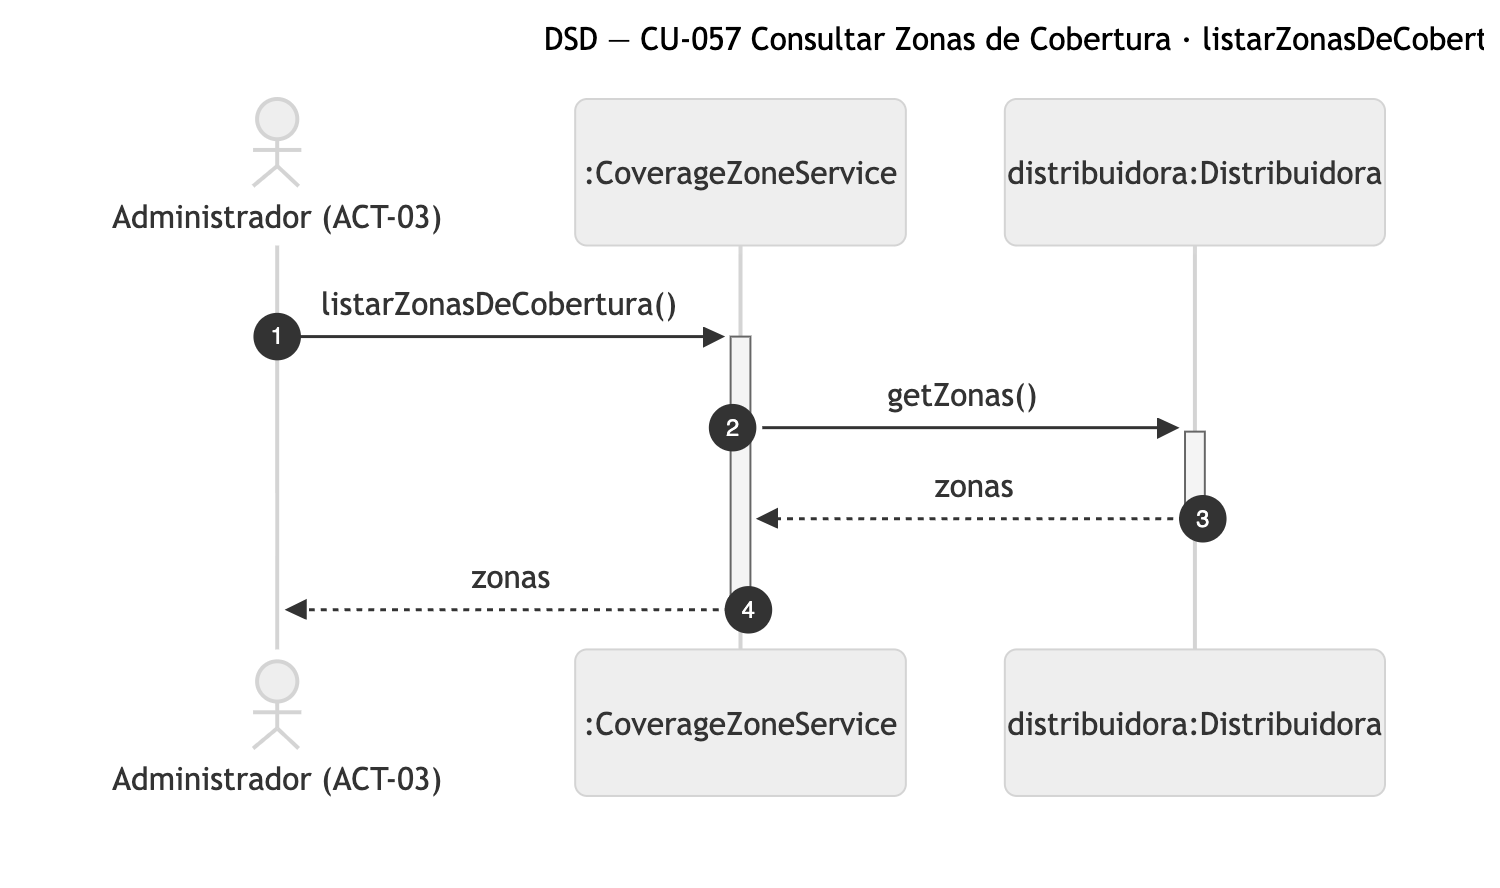 DSD — CU-057 Consultar Zonas de Cobertura · listarZonasDeCobert
Administrador (ACT-03)
:CoverageZoneService
distribuidora:Distribuidora
listarZonasDeCobertura()
1
getZonas()
2
zonas
3
zonas
4
Administrador (ACT-03)
:CoverageZoneService
distribuidora:Distribuidora